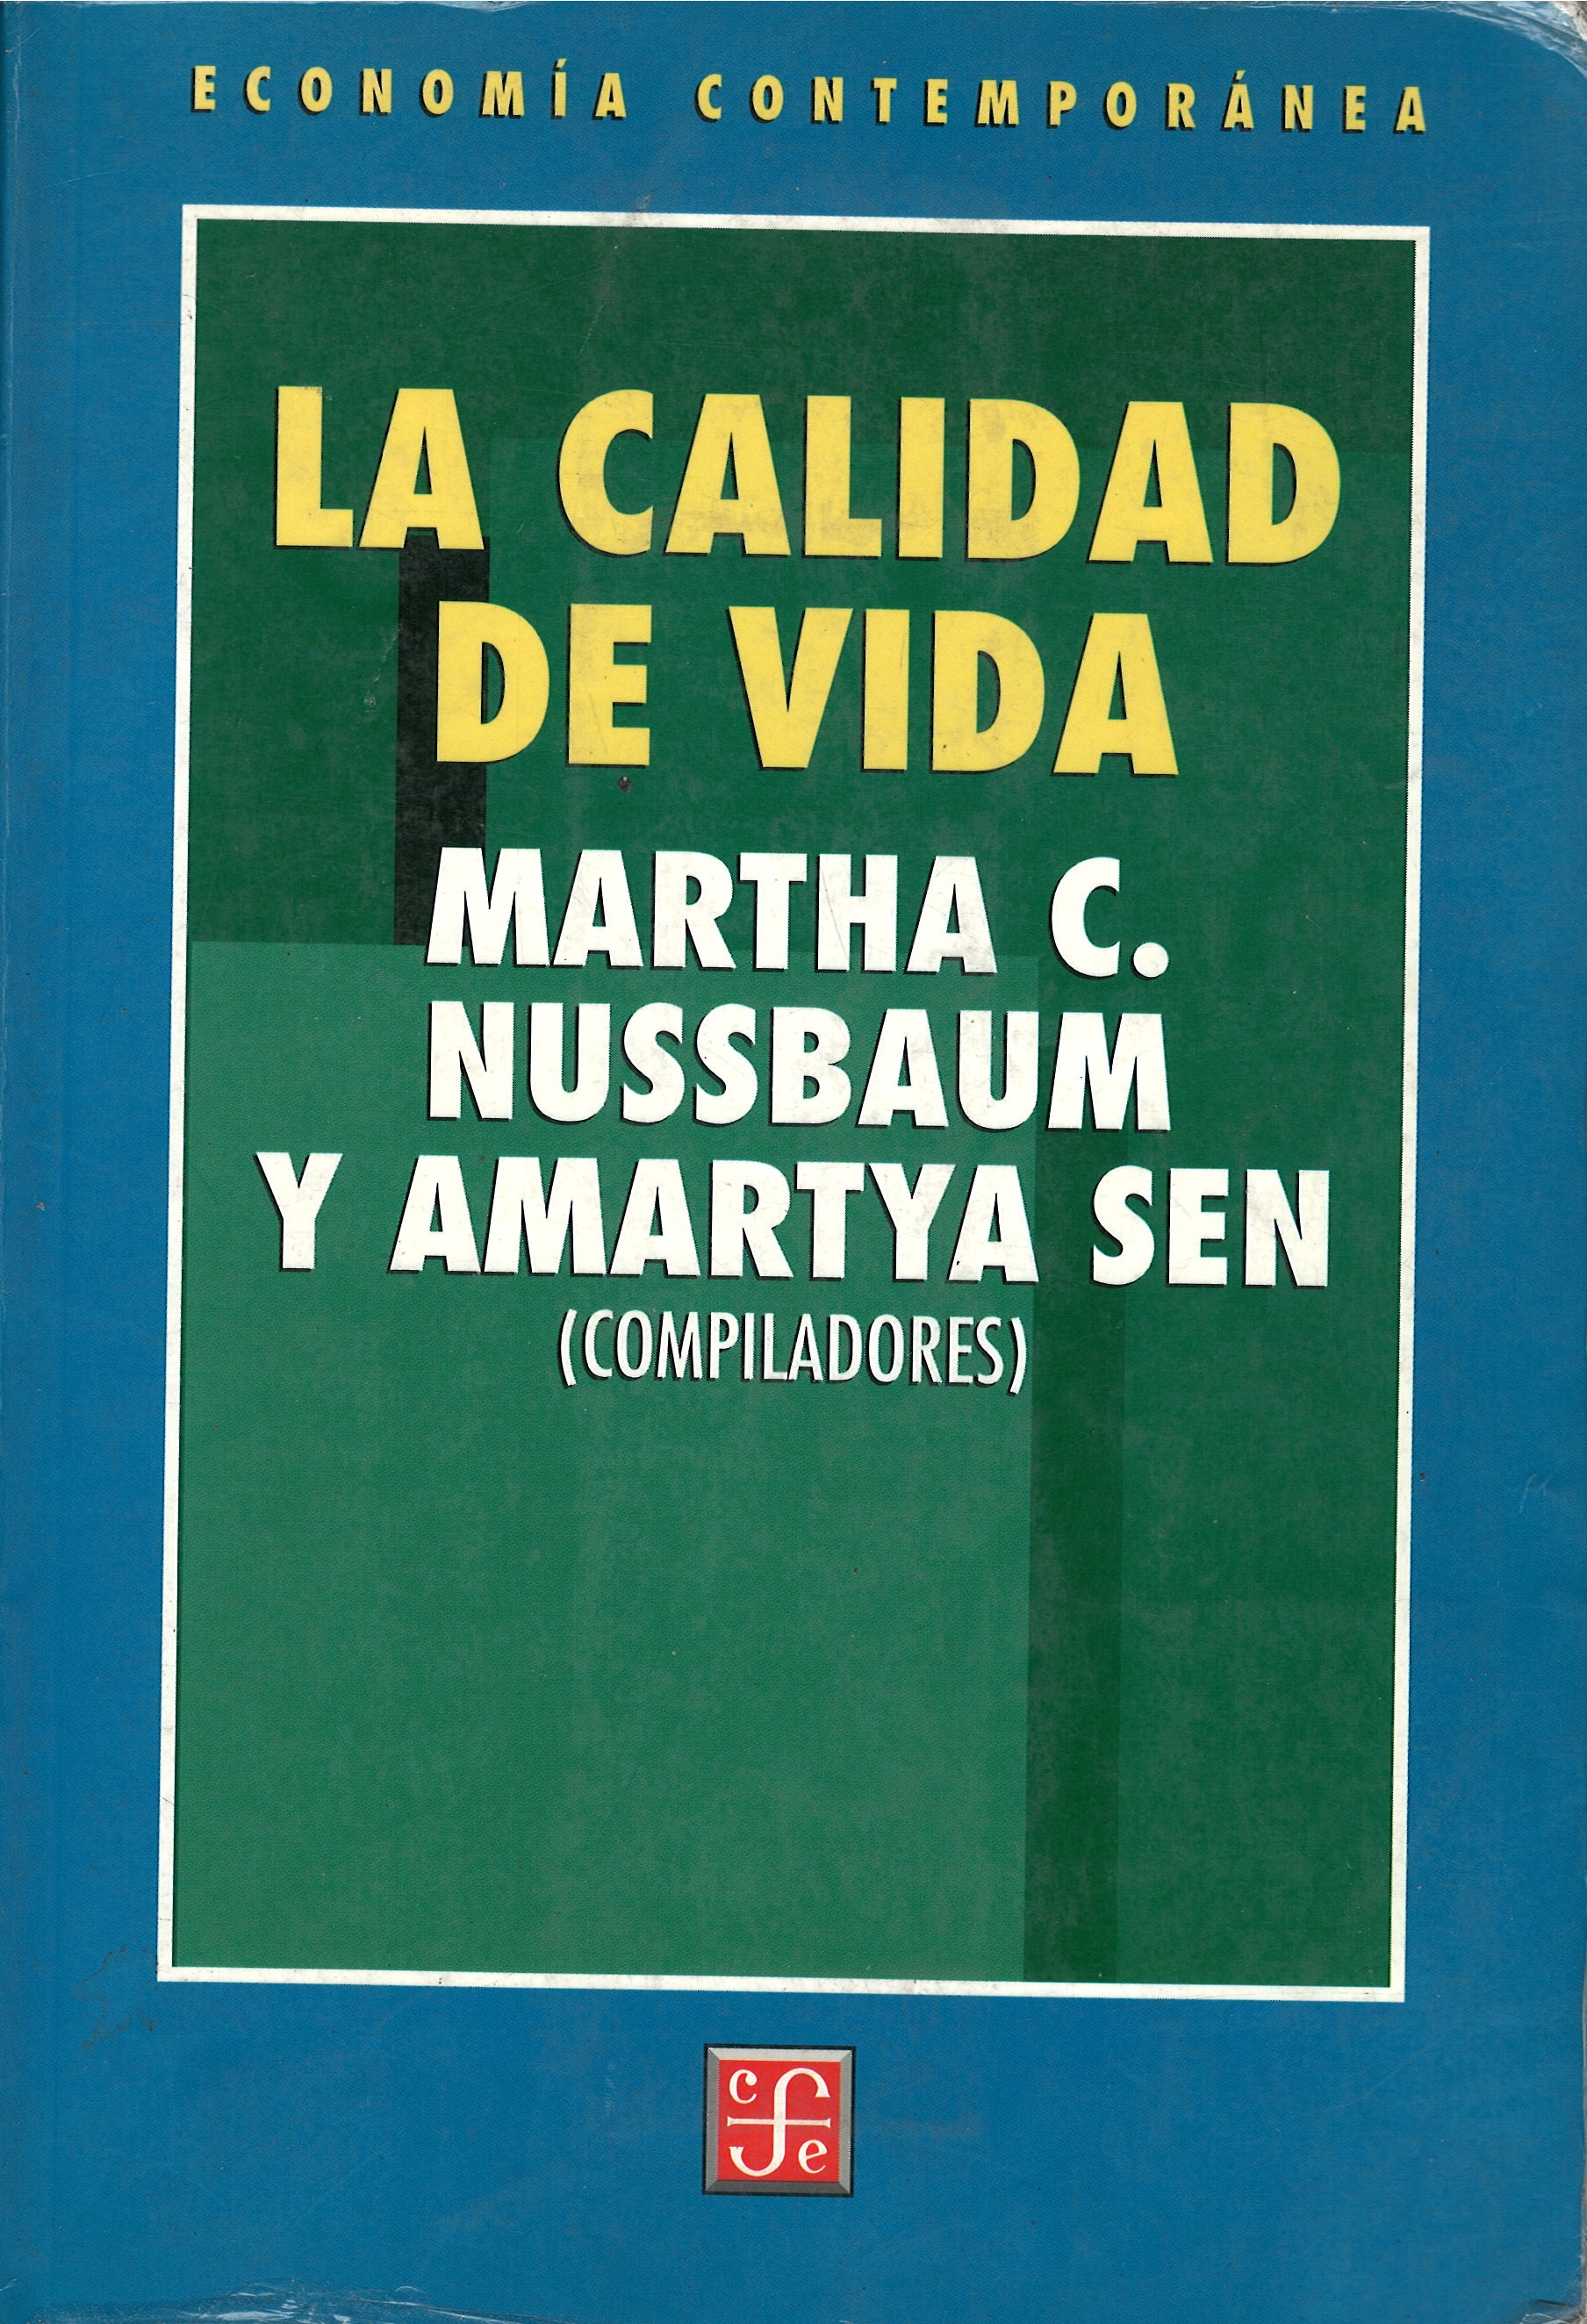 ECONOMÍA CONTEMPORÁNEA
LA CALIDAD
DE VIDA
MARTHA C.
NUSSBAUM
Y AMARTYA SEN
(COMPILADORES)
cfe